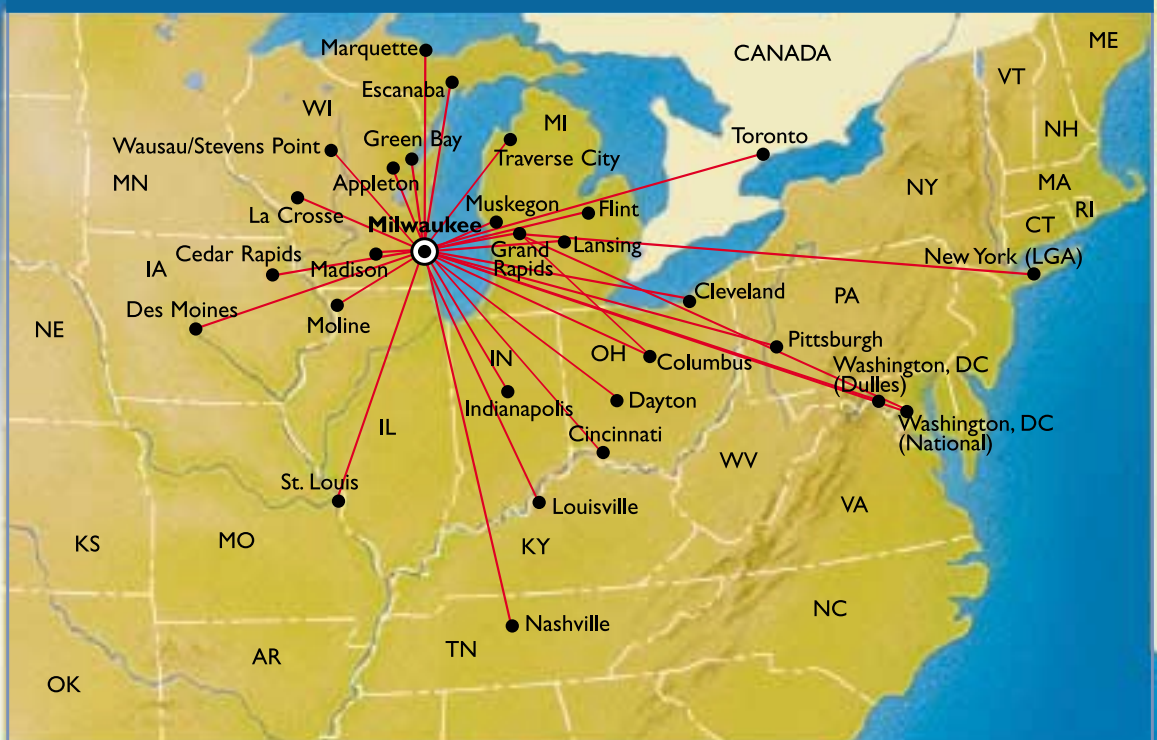 ME
CANADA
Marquette
VT
Escanaba
WI
MI
NH
Green Bay
Toronto
Wausau/Stevens Point
Traverse City
MN
Appleton
NY
MA
Muskegon
Flint
RI
La Crosse
Milwaukee
CT
Grand
Rapids
Lansing
Cedar Rapids
New York (LGA)
IA
Madison
Cleveland
PA
Des Moines
Moline
NE
Pittsburgh
IN
OH
Columbus
Washington, DC
(Dulles)
Indianapolis
Dayton
Washington, DC
(National)
IL
Cincinnati
WV
St. Louis
Louisville
VA
KS
MO
KY
NC
Nashville
TN
AR
OK